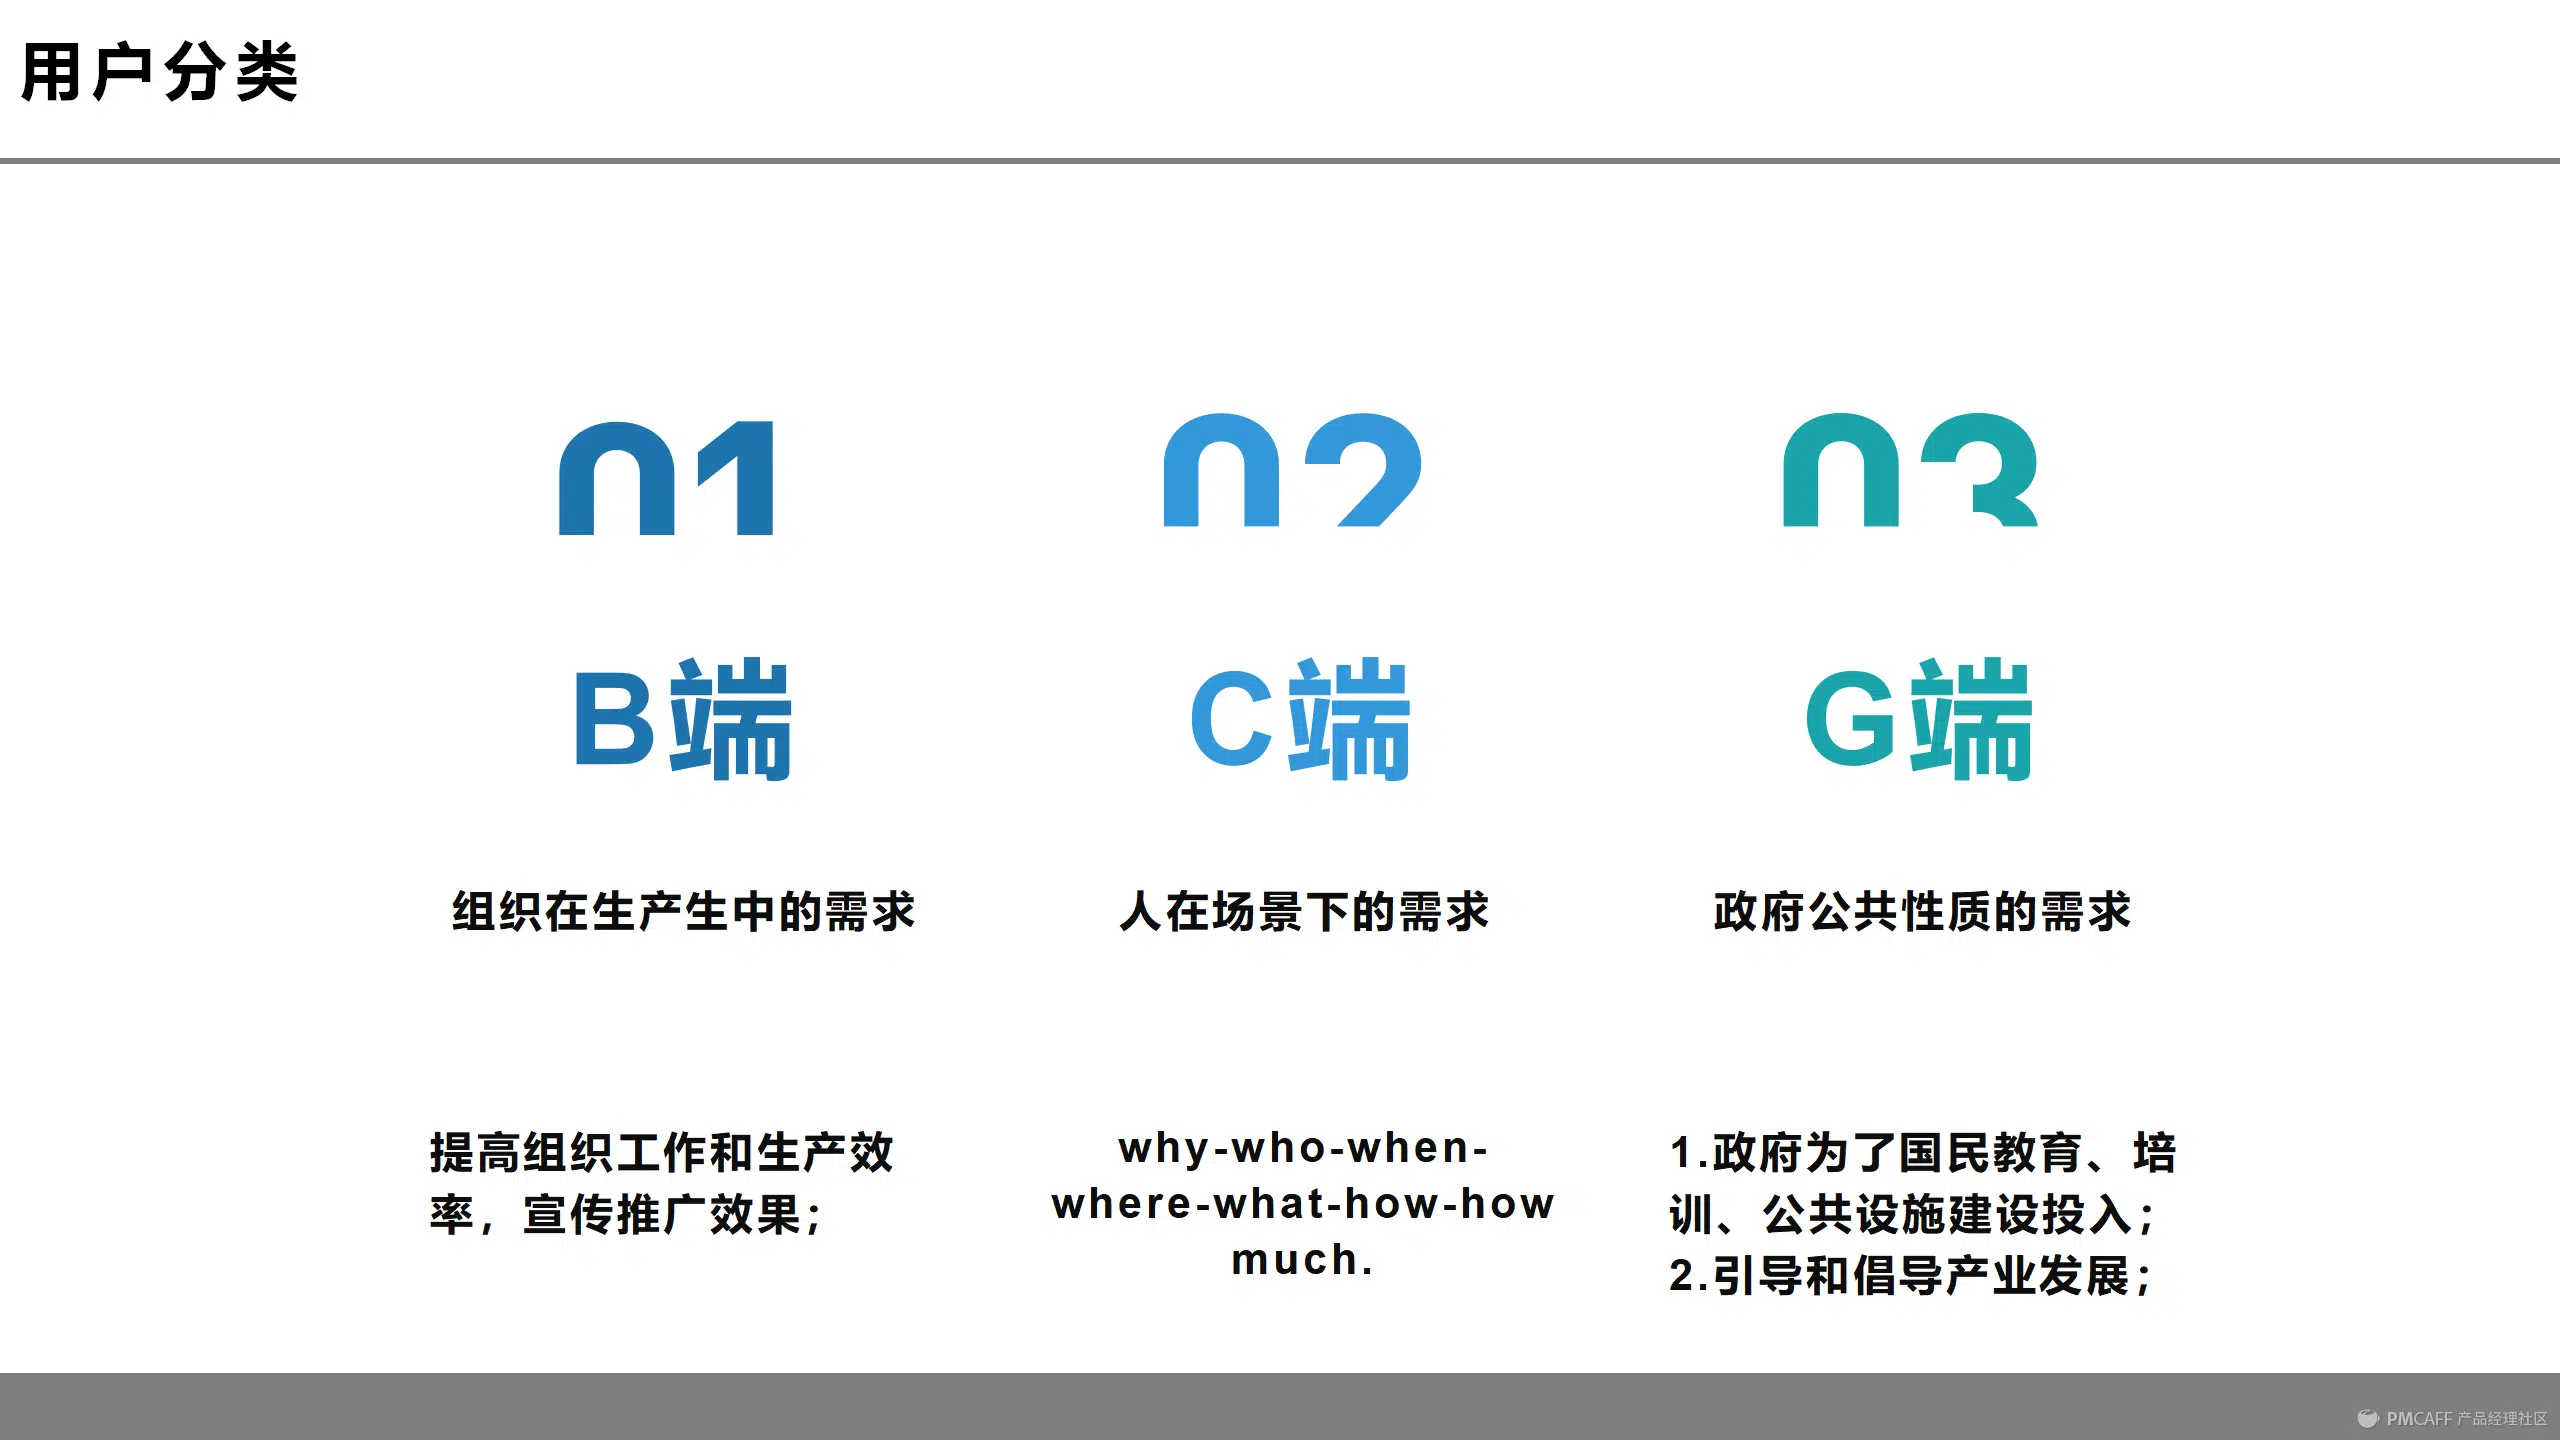 用户分类
01
B端
组织在生产生中的需求
提高组织工作和生产效
率，宣传推广效果；
02
C端
人在场景下的需求
why-who-when-
where-what-how-how
much.
03
G端
政府公共性质的需求
1.政府为了国民教育、培
训、公共设施建设投入；
2.引导和倡导产业发展；
PMCAFF 产品经理社区